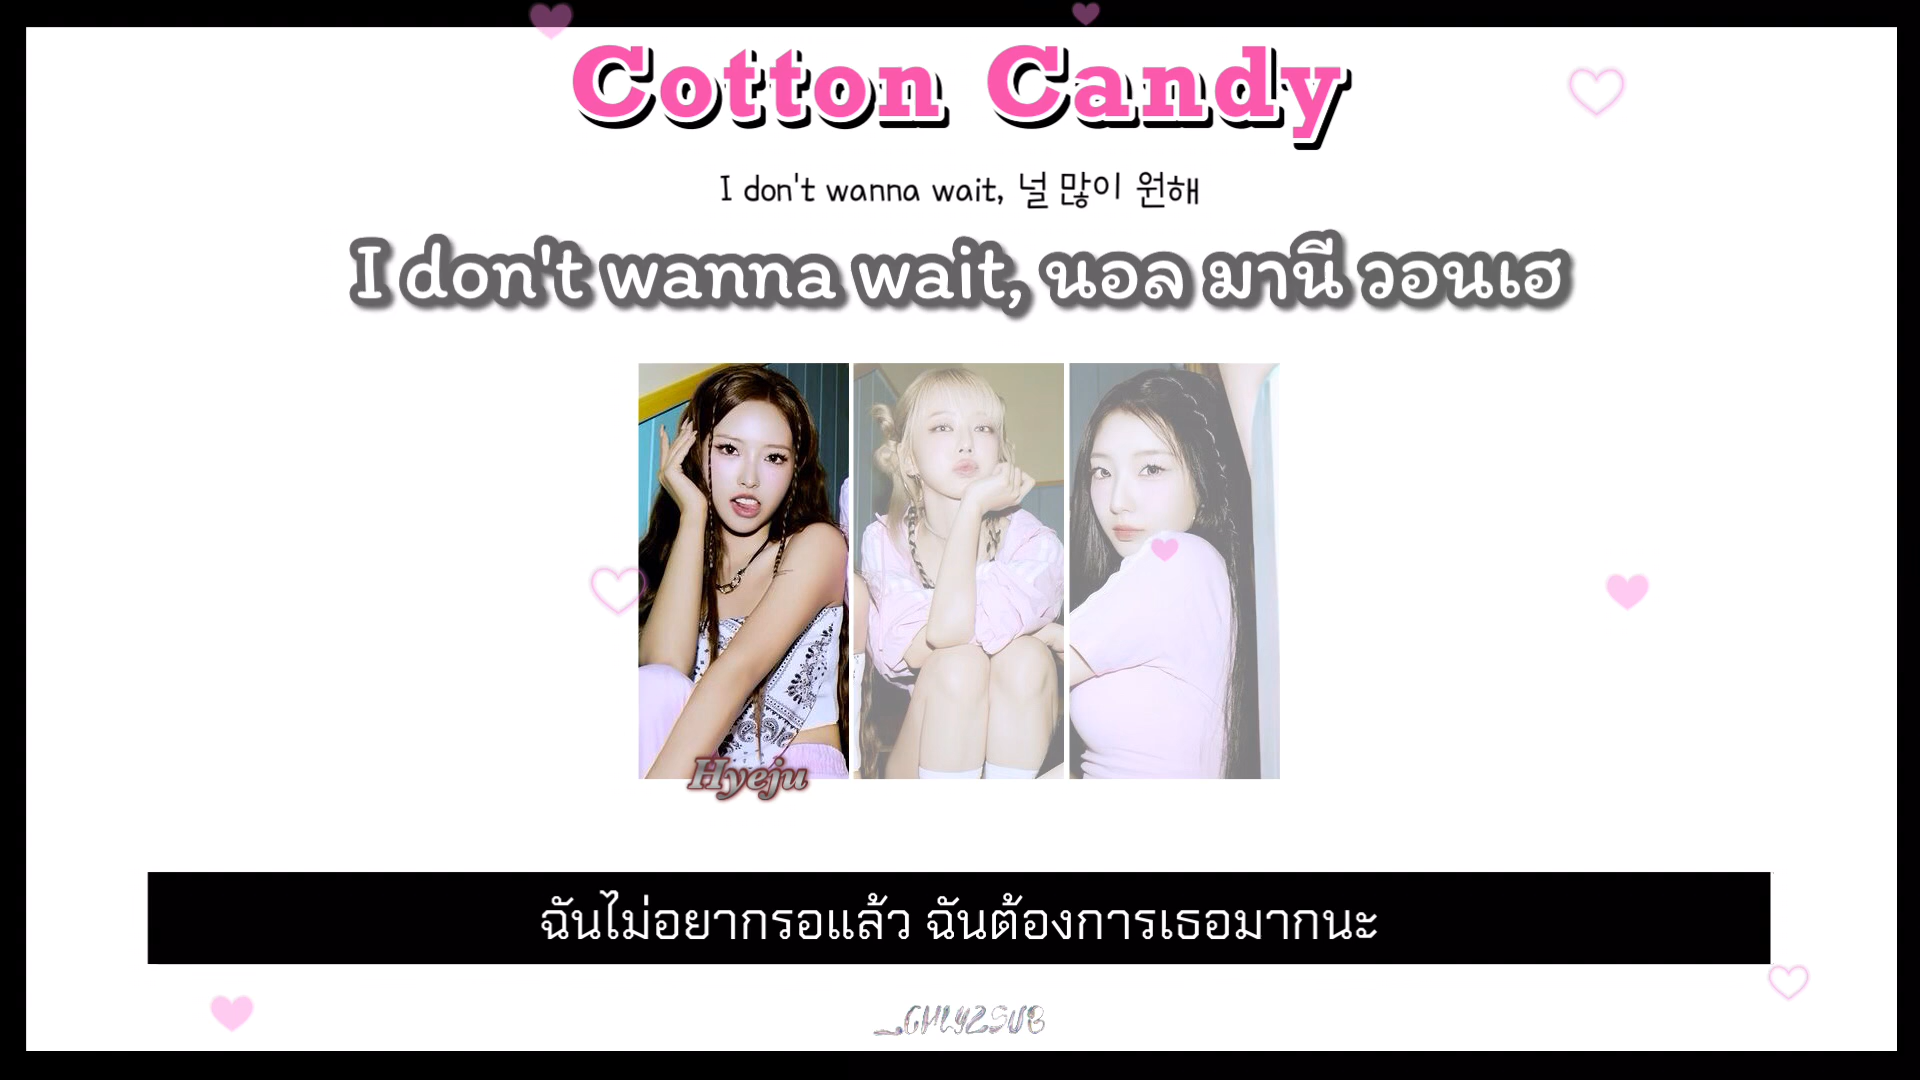 Cotton Candy
I don't wanna wait, 널 많이 원해
I don't wanna wait, นอล มานี วอนเฮ
Hyeju
ฉันไม่อยากรอแล้ว ฉันต้องการเธอมากนะ
_CHLYZSUB